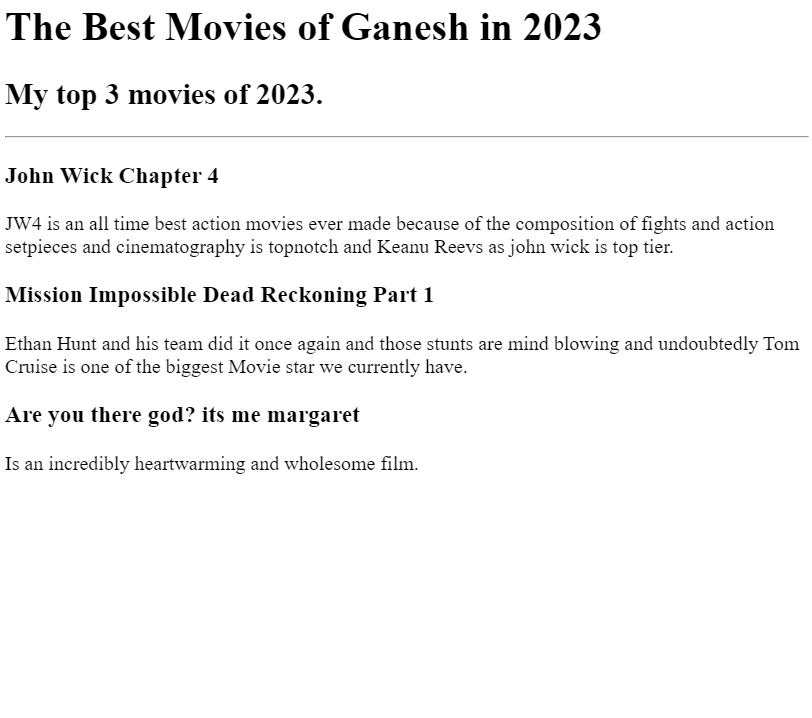 The Best Movies of Ganesh in 2023
My top 3 movies of 2023.
John Wick Chapter 4
JW4 is an all time best action movies ever made because of the composition of fights and action
setpieces and cinematography is topnotch and Keanu Reevs as john wick is top tier.
Mission Impossible Dead Reckoning Part 1
Ethan Hunt and his team did it once again and those stunts are mind blowing and undoubtedly Tom
Cruise is one of the biggest Movie star we currently have.
Are you there god? its me margaret
Is an incredibly heartwarming and wholesome film.